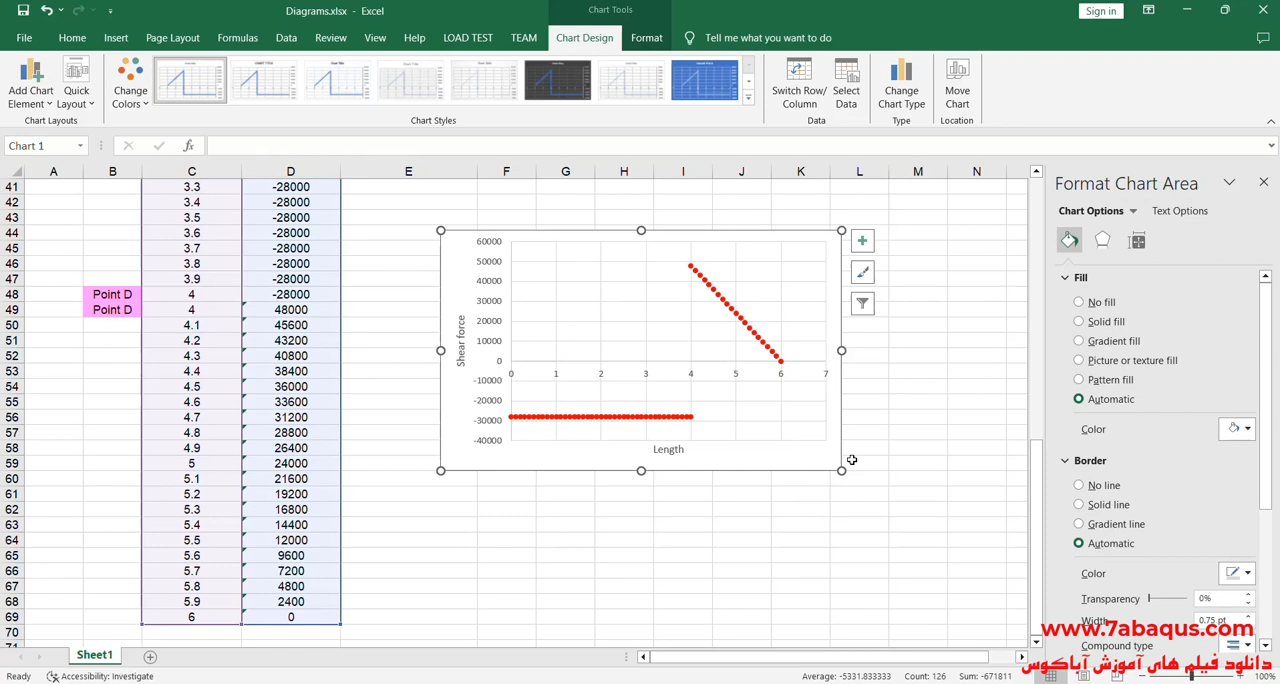 Diagrams.xlsx - Excel
Chart Tools
Sign in
File Home Insert Page Layout Formulas Data Review View Help LOAD TEST TEAM Chart Design Format Tell me what you want to do
Add Chart Element
Quick Layout
Change Colors
Switch Row/ Column
Select Data
Change Chart Type
Move Chart
Chart Layouts
Chart Styles
Data
Type
Location
Chart 1
fx
A B C D E F G H I J K L M N
41 3.3 -28000
42 3.4 -28000
43 3.5 -28000
44 3.6 -28000
45 3.7 -28000
46 3.8 -28000
47 3.9 -28000
48 Point D 4 -28000
49 Point D 4 48000
50 4.1 45600
51 4.2 43200
52 4.3 40800
53 4.4 38400
54 4.5 36000
55 4.6 33600
56 4.7 31200
57 4.8 28800
58 4.9 26400
59 5 24000
60 5.1 21600
61 5.2 19200
62 5.3 16800
63 5.4 14400
64 5.5 12000
65 5.6 9600
66 5.7 7200
67 5.8 4800
68 5.9 2400
69 6 0
70
60000
50000
40000
30000
20000
10000
0
-10000
-20000
-30000
-40000
Shear force
0 1 2 3 4 5 6 7
Length
Format Chart Area
Chart Options
Text Options
Fill
No fill
Solid fill
Gradient fill
Picture or texture fill
Pattern fill
Automatic
Color
Border
No line
Solid line
Gradient line
Automatic
Color
Transparency 0%
Width 0.75 pt
Compound type
www.7abaqus.com
دانلود فیلم های آموزش آباکوس
Sheet1
Ready
Accessibility: Investigate
Average: -5331.833333 Count: 126 Sum: -671811
100%